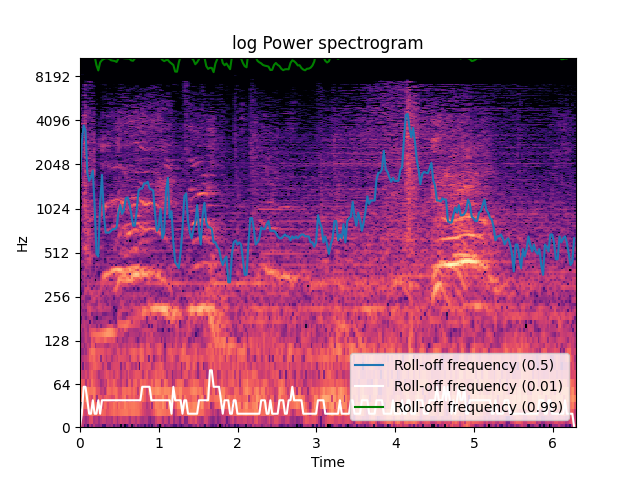 log Power spectrogram
8192
4096
2048
1024
512
256
128
64
0
Hz
Roll-off frequency (0.5)
Roll-off frequency (0.01)
Roll-off frequency (0.99)
0 1 2 3 4 5 6
Time